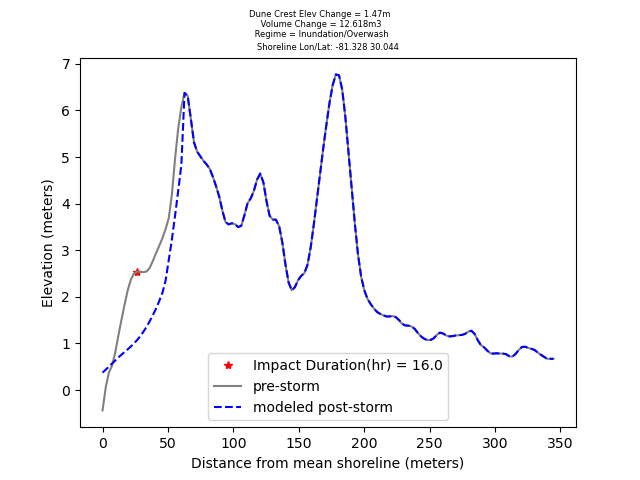 Dune Crest Elev Change = 1.47m
Volume Change = 12.618m3
Regime = Inundation/Overwash
Shoreline Lon/Lat: -81.328 30.044
7
6
5
4
3
2
1
0
Elevation (meters)
Impact Duration(hr) = 16.0
pre-storm
modeled post-storm
0 50 100 150 200 250 300 350
Distance from mean shoreline (meters)